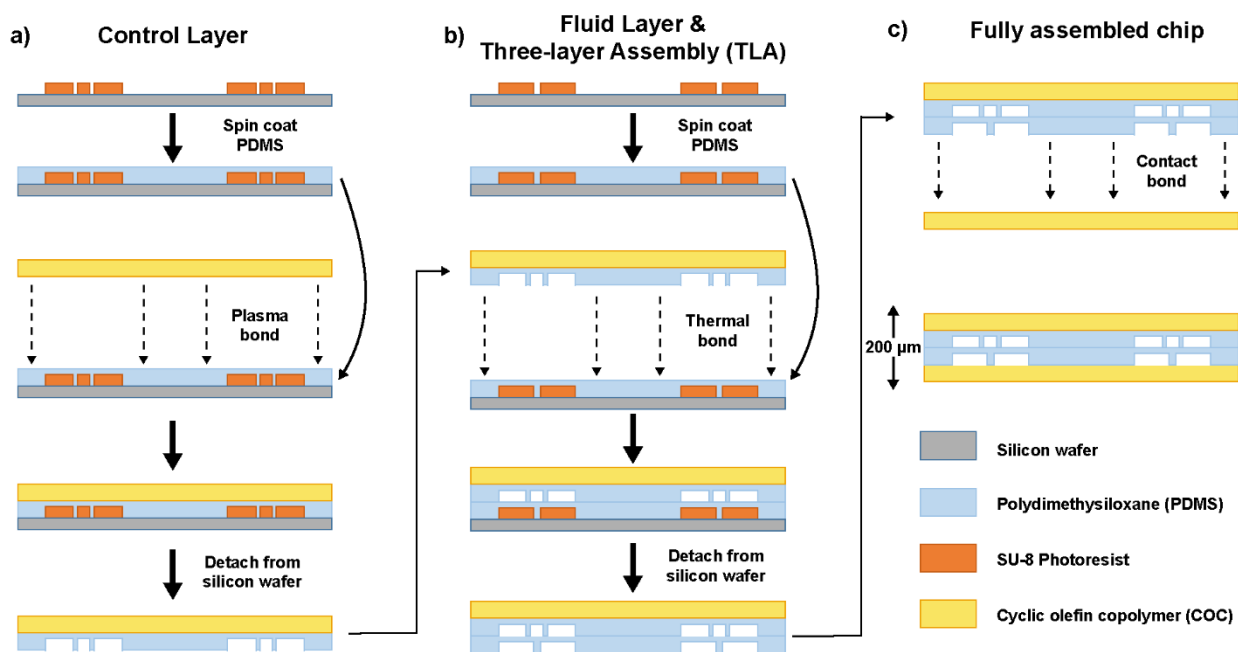 a)
Control Layer
Spin coat
PDMS
Plasma
bond
Detach from
silicon wafer
b)
Fluid Layer &
Three-layer Assembly (TLA)
Spin coat
PDMS
Thermal
bond
Detach from
silicon wafer
c)
Fully assembled chip
Contact
bond
200 µm
Silicon wafer
Polydimethysiloxane (PDMS)
SU-8 Photoresist
Cyclic olefin copolymer (COC)